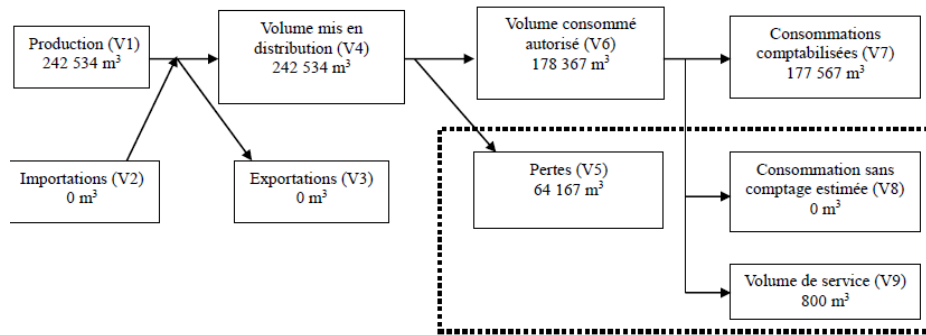 Production (V1)
242 534 m³
Volume mis en
distribution (V4)
242 534 m³
Volume consommé
autorisé (V6)
178 367 m³
Consommations
comptabilisées (V7)
177 567 m³
Importations (V2)
0 m³
Exportations (V3)
0 m³
Pertes (V5)
64 167 m³
Consommation sans
comptage estimée (V8)
0 m³
Volume de service (V9)
800 m³